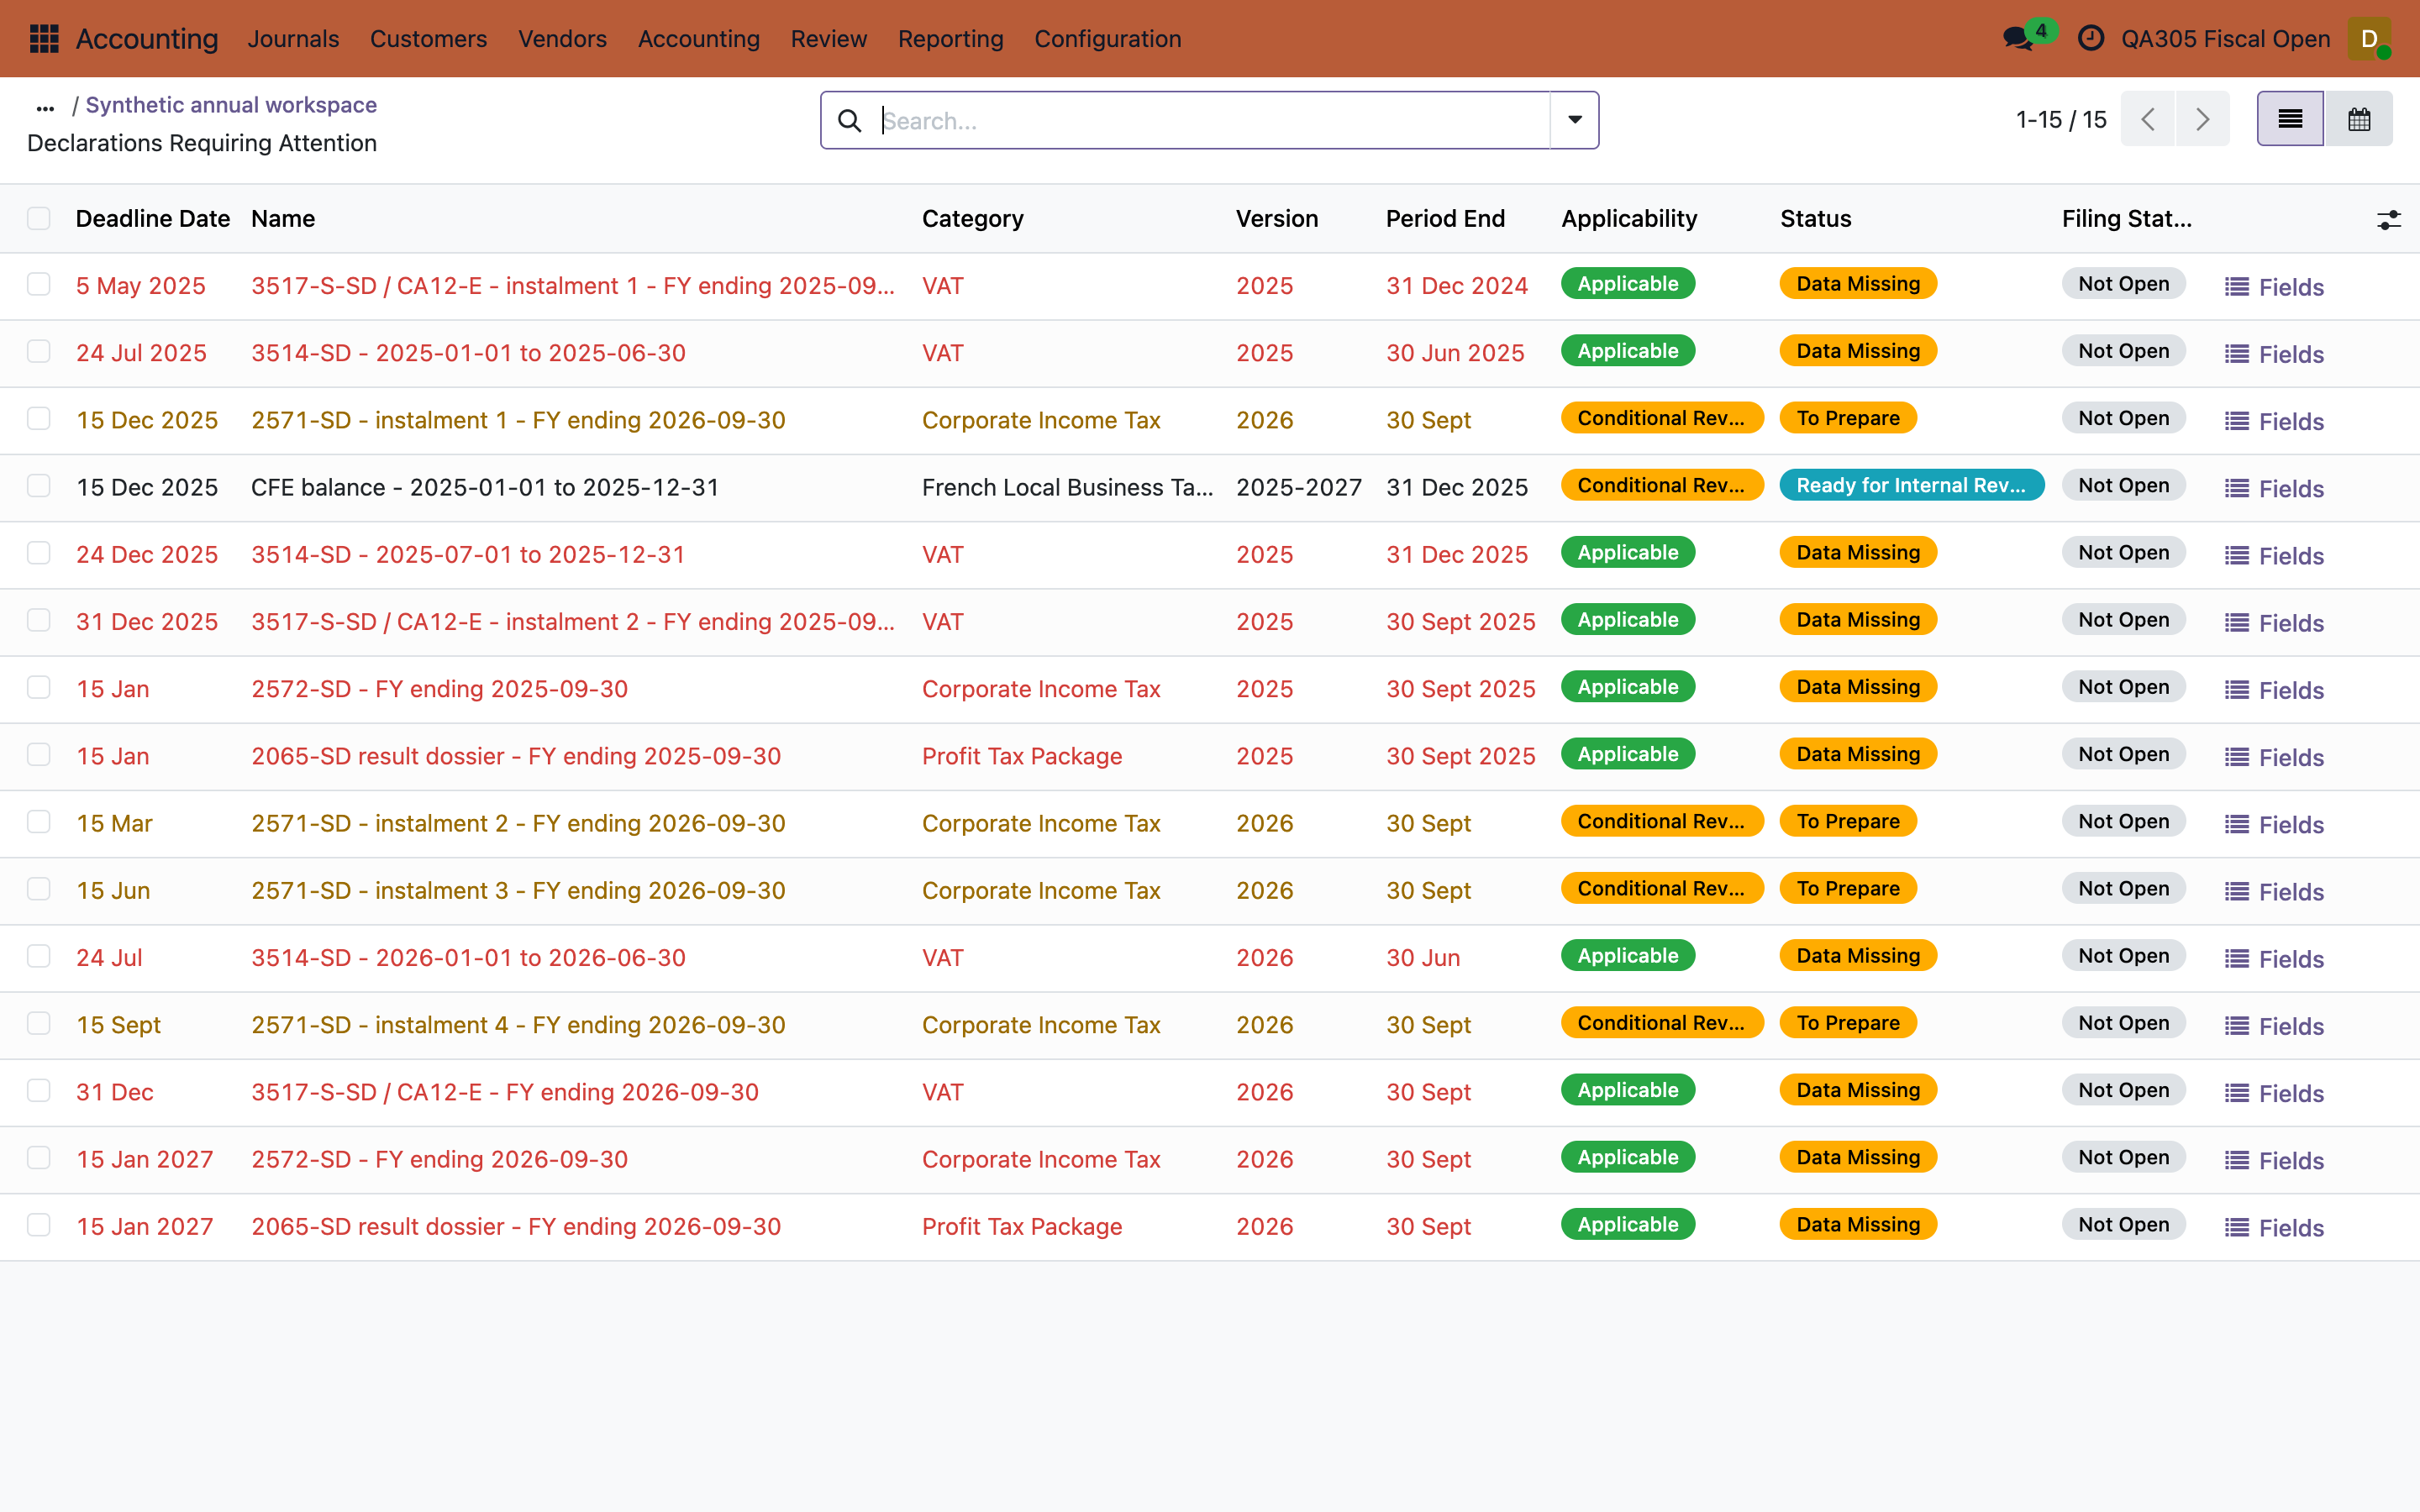 Accounting Journals Customers Vendors Accounting Review Reporting Configuration 4 QA305 Fiscal Open D
... / Synthetic annual workspace
Declarations Requiring Attention
Search...
1-15 / 15
Deadline Date Name Category Version Period End Applicability Status Filing Stat...
5 May 2025 3517-S-SD / CA12-E - instalment 1 - FY ending 2025-09... VAT 2025 31 Dec 2024 Applicable Data Missing Not Open Fields
24 Jul 2025 3514-SD - 2025-01-01 to 2025-06-30 VAT 2025 30 Jun 2025 Applicable Data Missing Not Open Fields
15 Dec 2025 2571-SD - instalment 1 - FY ending 2026-09-30 Corporate Income Tax 2026 30 Sept Conditional Rev... To Prepare Not Open Fields
15 Dec 2025 CFE balance - 2025-01-01 to 2025-12-31 French Local Business Ta... 2025-2027 31 Dec 2025 Conditional Rev... Ready for Internal Rev... Not Open Fields
24 Dec 2025 3514-SD - 2025-07-01 to 2025-12-31 VAT 2025 31 Dec 2025 Applicable Data Missing Not Open Fields
31 Dec 2025 3517-S-SD / CA12-E - instalment 2 - FY ending 2025-09... VAT 2025 30 Sept 2025 Applicable Data Missing Not Open Fields
15 Jan 2572-SD - FY ending 2025-09-30 Corporate Income Tax 2025 30 Sept 2025 Applicable Data Missing Not Open Fields
15 Jan 2065-SD result dossier - FY ending 2025-09-30 Profit Tax Package 2025 30 Sept 2025 Applicable Data Missing Not Open Fields
15 Mar 2571-SD - instalment 2 - FY ending 2026-09-30 Corporate Income Tax 2026 30 Sept Conditional Rev... To Prepare Not Open Fields
15 Jun 2571-SD - instalment 3 - FY ending 2026-09-30 Corporate Income Tax 2026 30 Sept Conditional Rev... To Prepare Not Open Fields
24 Jul 3514-SD - 2026-01-01 to 2026-06-30 VAT 2026 30 Jun Applicable Data Missing Not Open Fields
15 Sept 2571-SD - instalment 4 - FY ending 2026-09-30 Corporate Income Tax 2026 30 Sept Conditional Rev... To Prepare Not Open Fields
31 Dec 3517-S-SD / CA12-E - FY ending 2026-09-30 VAT 2026 30 Sept Applicable Data Missing Not Open Fields
15 Jan 2027 2572-SD - FY ending 2026-09-30 Corporate Income Tax 2026 30 Sept Applicable Data Missing Not Open Fields
15 Jan 2027 2065-SD result dossier - FY ending 2026-09-30 Profit Tax Package 2026 30 Sept Applicable Data Missing Not Open Fields